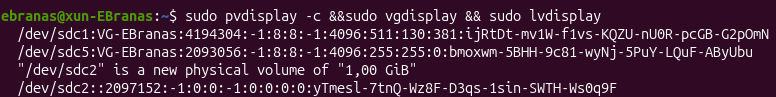 ebranas@xun-EBranas:~$ sudo pvdisplay -c &&sudo vgdisplay && sudo lvdisplay
/dev/sdc1:VG-EBranas:4194304:-1:8:8:-1:4096:511:130:381:ijRtDt-mv1W-f1vs-KQZU-nU0R-pcGB-G2pOmN
/dev/sdc5:VG-EBranas:2093056:-1:8:8:-1:4096:255:255:0:bmoxwm-5BHH-9c81-wyNj-5PuY-LQuF-AByUbu
"/dev/sdc2" is a new physical volume of "1,00 GiB"
/dev/sdc2::2097152:-1:0:0:-1:0:0:0:0:yTmesl-7tnQ-Wz8F-D3qs-1sin-SWTH-Ws0q9F